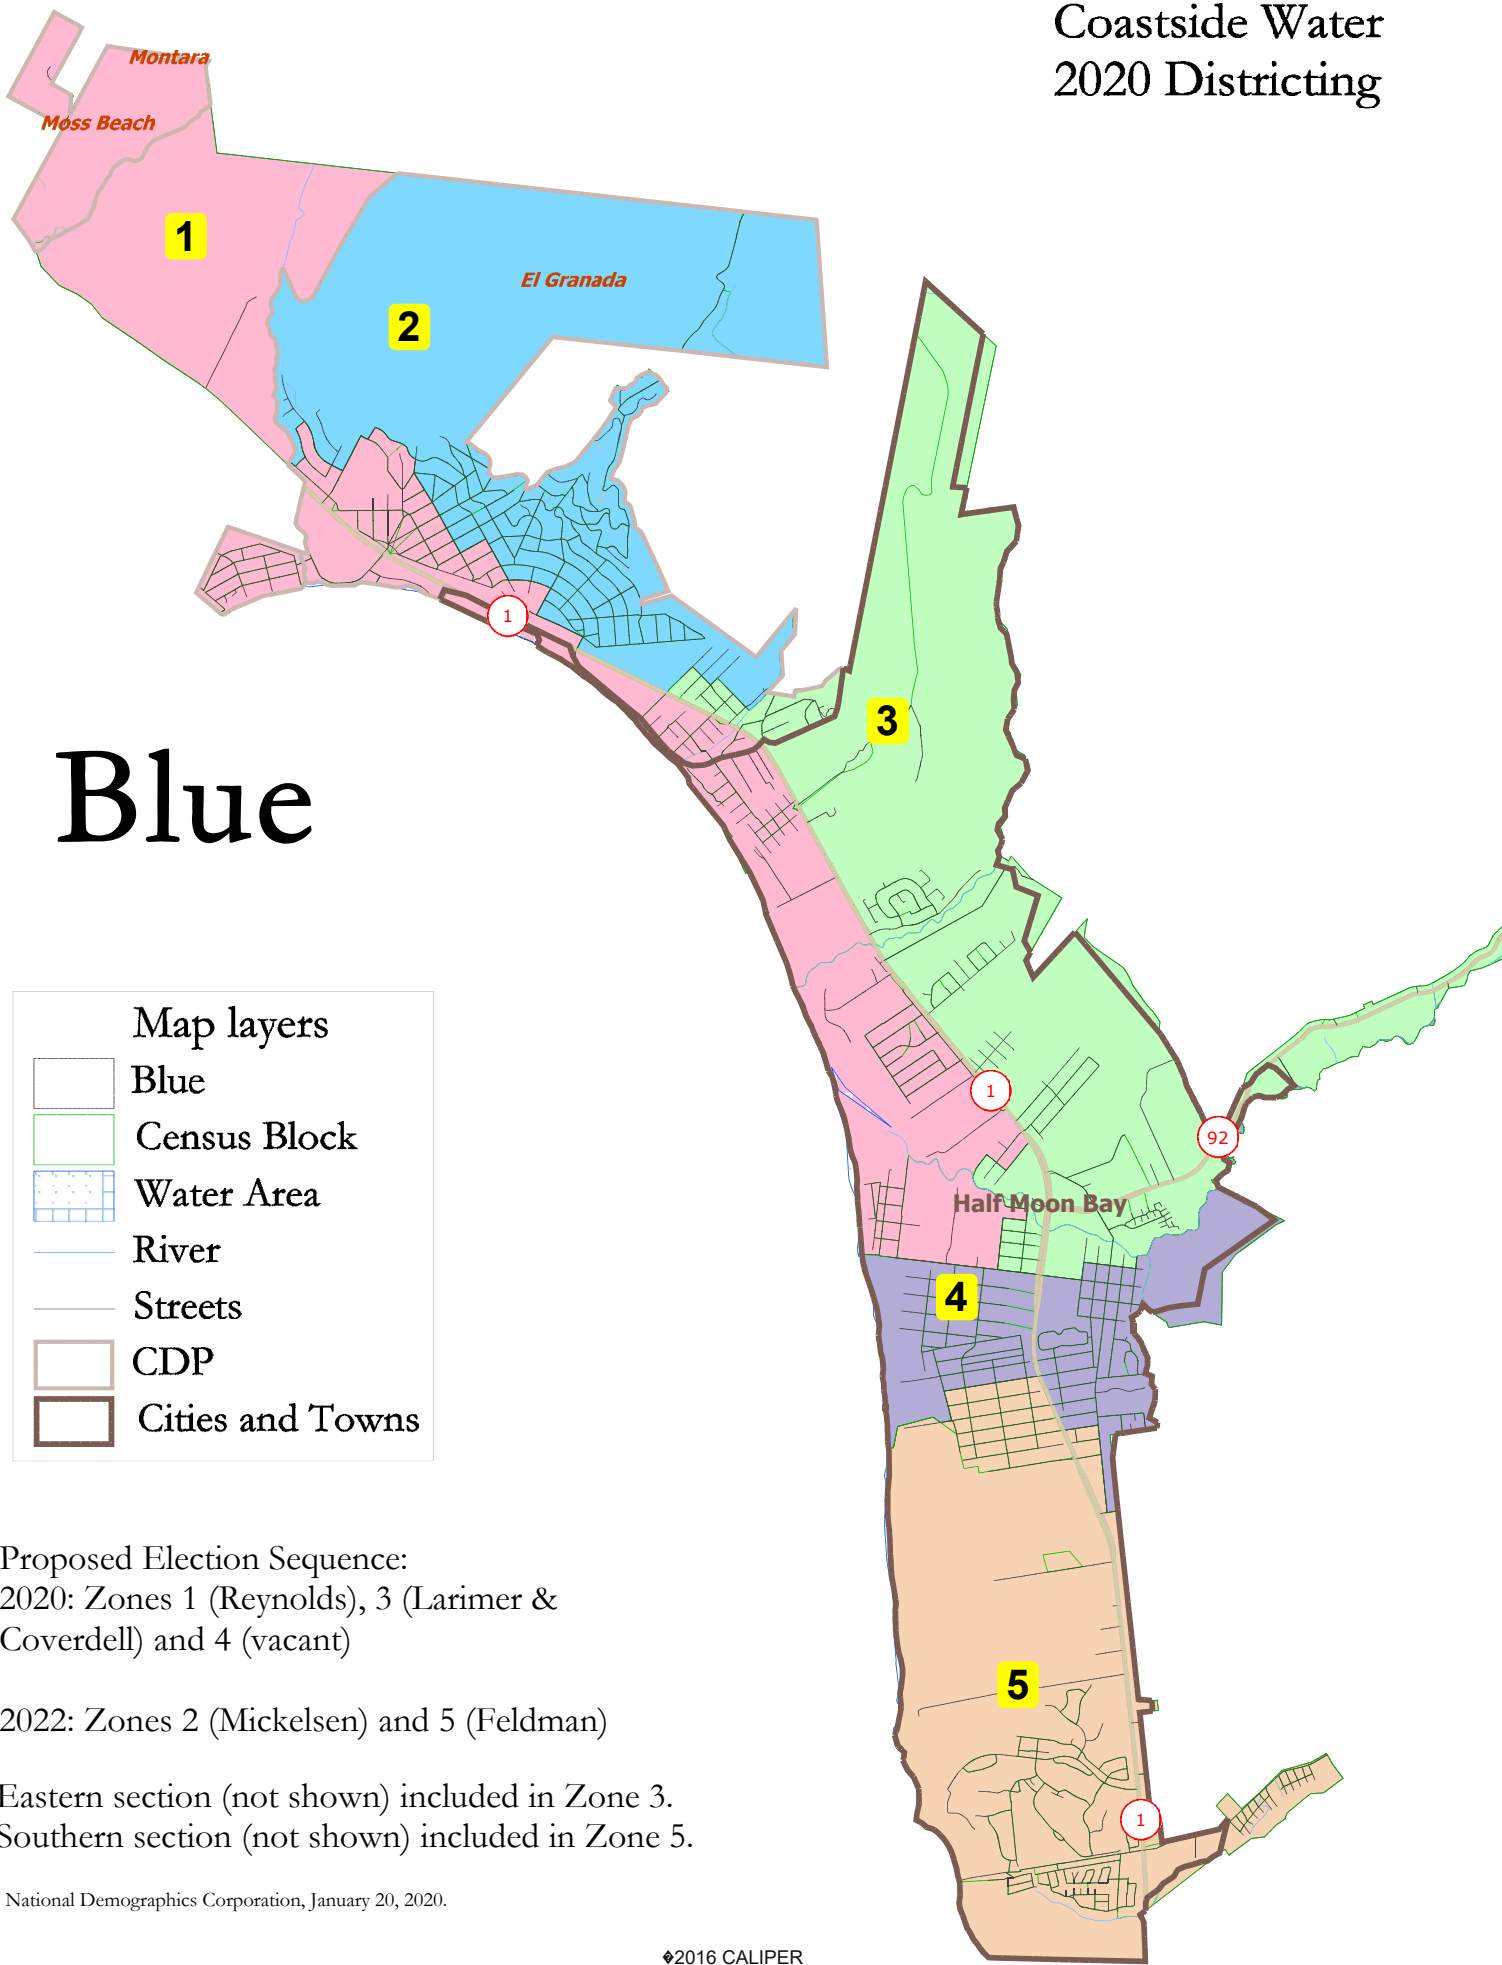 Coastside Water
2020 Districting
Montara
Moss Beach
1
El Granada
2
1
3
Blue
Map layers
Blue
Census Block
Water Area
River
Streets
CDP
Cities and Towns
1
92
Half Moon Bay
4
Proposed Election Sequence:
2020: Zones 1 (Reynolds), 3 (Larimer &
Coverdell) and 4 (vacant)
2022: Zones 2 (Mickelsen) and 5 (Feldman)
5
Eastern section (not shown) included in Zone 3.
Southern section (not shown) included in Zone 5.
1
National Demographics Corporation, January 20, 2020.
�2016 CALIPER